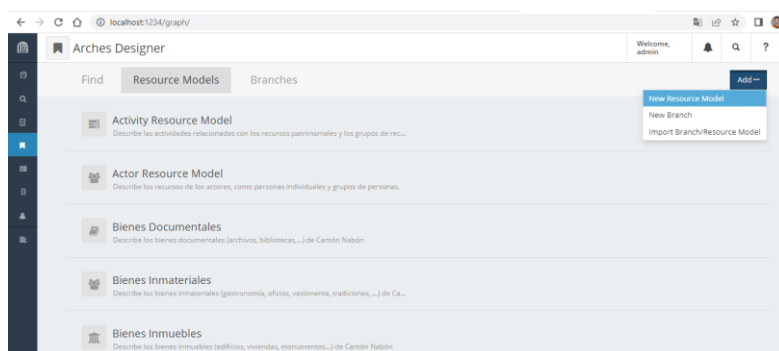 localhost:1234/graph/
Arches Designer
Welcome,
admin
?
Find
Resource Models
Branches
Add
New Resource Model
New Branch
Import Branch/Resource Model
Activity Resource Model
Describe las actividades relacionadas con los recursos patrimoniales y los grupos de rec...
Actor Resource Model
Describe los recursos de los actores, como personas individuales y grupos de personas.
Bienes Documentales
Describe los bienes documentales (archivos, bibliotecas,...) de Cantón Nabón
Bienes Inmateriales
Describe los bienes inmateriales (gastronomía, oficios, vestimenta, tradiciones, ...) de Ca...
Bienes Inmuebles
Describe los bienes inmuebles (edificios, viviendas, monumentos...) de Cantón Nabón